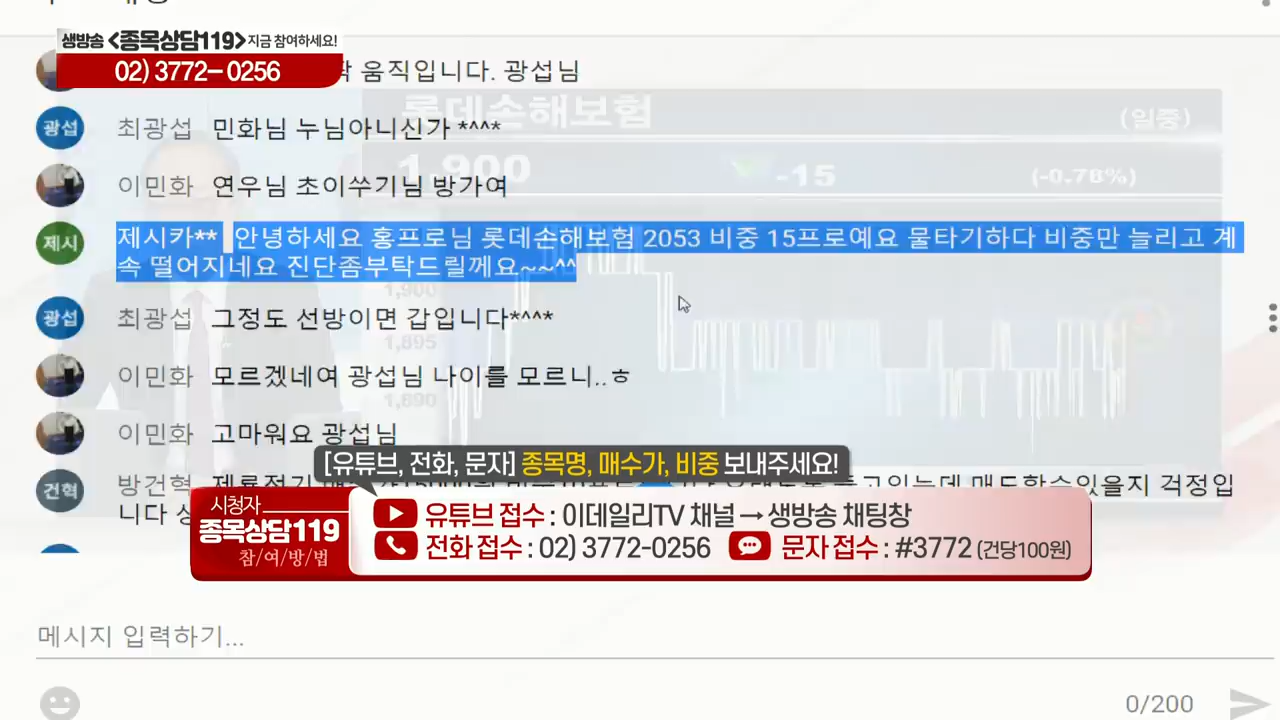 생방송 <종목상담119> 지금 참여하세요!
02) 3772-0256
움직입니다. 광섭님
광섭 최광섭 민화님 누님아니신가 *^^*
롯데손해보험 (일중)
1,900 -15 (-0.78%)
이민화 연우님 초이쑤기님 방가여
제시 제시카** 안녕하세요 홍프로님 롯데손해보험 2053 비중 15프로예요 물타기하다 비중만 늘리고 계
속 떨어지네요 진단좀부탁드릴께요~~^^
1,900
광섭 최광섭 그정도 선방이면 갑입니다*^^*
1,895
이민화 모르겠네여 광섭님 나이를 모르니..ㅎ
1,890
이민화 고마워요 광섭님
[유튜브, 전화, 문자] 종목명, 매수가, 비중 보내주세요!
건혁 방건혁 들고있는데 매도할수있을지 걱정입
니다
시청자
종목상담119
참/여/방/법
유튜브 접수 : 이데일리TV 채널 → 생방송 채팅창
전화 접수 : 02) 3772-0256 문자 접수 : #3772 (건당100원)
메시지 입력하기...
0/200